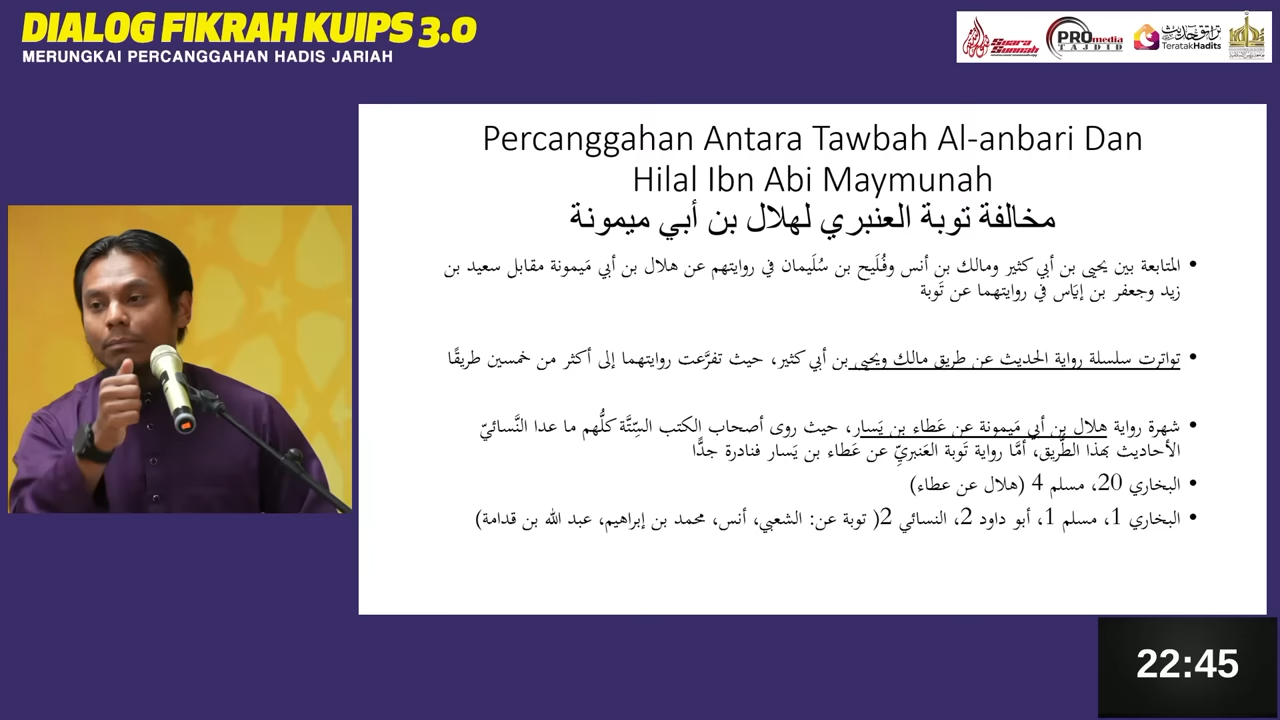 DIALOG FIKRAH KUIPS 3.0
MERUNGKAI PERCANGGAHAN HADIS JARIAH
Suara Sunnah
PROmedia
TAJDID
TeratakHadits
Percanggahan Antara Tawbah Al-anbari Dan
Hilal Ibn Abi Maymunah
مخالفة توبة العنبري لهلال بن أبي ميمونة
• المتابعة بين يحيى بن أبي كثير ومالك بن أنس وفُلَيح بن سُلَيمان في روايتهم عن هلال بن أبي مَيمونة مقابل سعيد بن
زيد وجعفر بن إيَاس في روايتهما عن تَوبة
• تواترت سلسلة رواية الحديث عن طريق مالك ويحيى بن أبي كثير، حيث تفرَّعت روايتهما إلى أكثر من خمسين طريقًا
• شهرة رواية هلال بن أبي مَيمونة عن عَطاء بن يَسار، حيث روى أصحاب الكتب السِّتَّة كلُّهم ما عدا النَّسائيّ
الأحاديث بهذا الطَّريق، أمَّا رواية تَوبة العَنبريِّ عن عَطاء بن يَسار فنادرة جدًّا
• البخاري 20، مسلم 4 (هلال عن عطاء)
• البخاري 1، مسلم 1، أبو داود 2، النسائي 2( توبة عن: الشعبي، أنس، محمد بن إبراهيم، عبد الله بن قدامة)
22:45